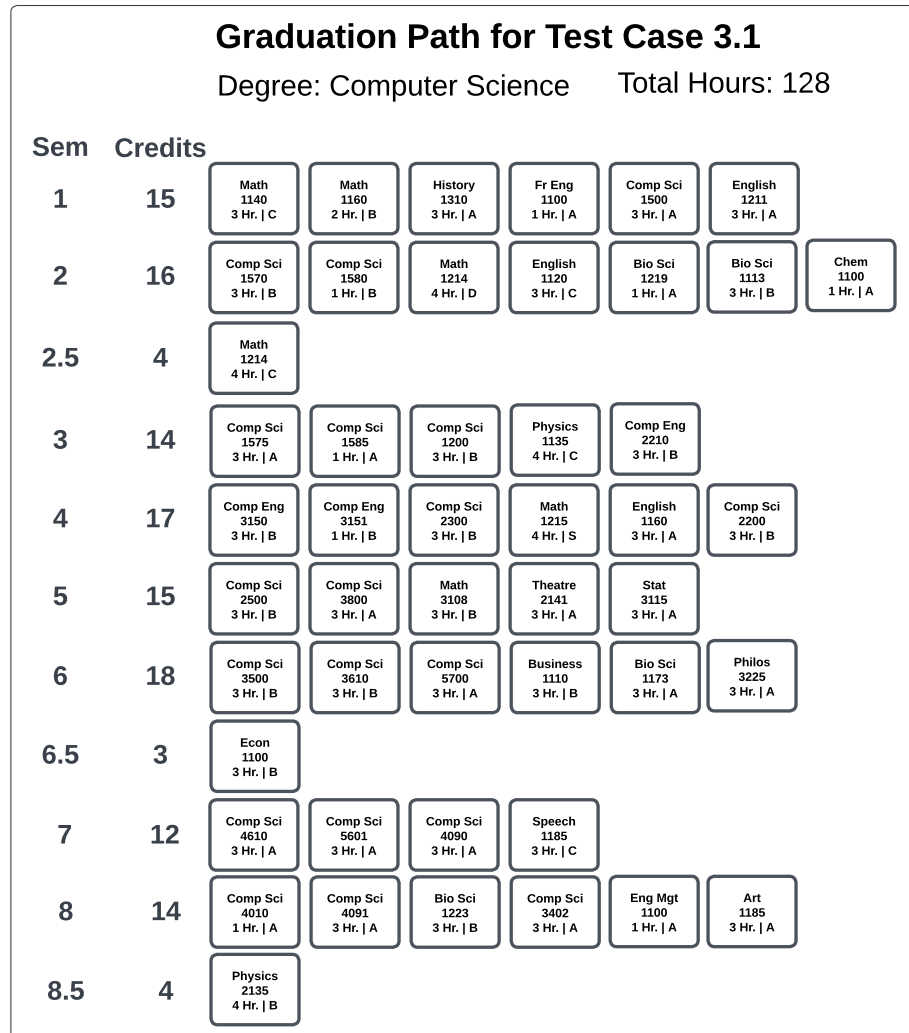 Graduation Path for Test Case 3.1
Degree: Computer Science Total Hours: 128
Sem Credits
1 15
Math
1140
3 Hr. | C
Math
1160
2 Hr. | B
History
1310
3 Hr. | A
Fr Eng
1100
1 Hr. | A
Comp Sci
1500
3 Hr. | A
English
1211
3 Hr. | A
2 16
Comp Sci
1570
3 Hr. | B
Comp Sci
1580
1 Hr. | B
Math
1214
4 Hr. | D
English
1120
3 Hr. | C
Bio Sci
1219
1 Hr. | A
Bio Sci
1113
3 Hr. | B
Chem
1100
1 Hr. | A
2.5 4
Math
1214
4 Hr. | C
3 14
Comp Sci
1575
3 Hr. | A
Comp Sci
1585
1 Hr. | A
Comp Sci
1200
3 Hr. | B
Physics
1135
4 Hr. | C
Comp Eng
2210
3 Hr. | B
4 17
Comp Eng
3150
3 Hr. | B
Comp Eng
3151
1 Hr. | B
Comp Sci
2300
3 Hr. | B
Math
1215
4 Hr. | S
English
1160
3 Hr. | A
Comp Sci
2200
3 Hr. | B
5 15
Comp Sci
2500
3 Hr. | B
Comp Sci
3800
3 Hr. | A
Math
3108
3 Hr. | B
Theatre
2141
3 Hr. | A
Stat
3115
3 Hr. | A
6 18
Comp Sci
3500
3 Hr. | B
Comp Sci
3610
3 Hr. | B
Comp Sci
5700
3 Hr. | A
Business
1110
3 Hr. | B
Bio Sci
1173
3 Hr. | A
Philos
3225
3 Hr. | A
6.5 3
Econ
1100
3 Hr. | B
7 12
Comp Sci
4610
3 Hr. | A
Comp Sci
5601
3 Hr. | A
Comp Sci
4090
3 Hr. | A
Speech
1185
3 Hr. | C
8 14
Comp Sci
4010
1 Hr. | A
Comp Sci
4091
3 Hr. | A
Bio Sci
1223
3 Hr. | B
Comp Sci
3402
3 Hr. | A
Eng Mgt
1100
1 Hr. | A
Art
1185
3 Hr. | A
8.5 4
Physics
2135
4 Hr. | B